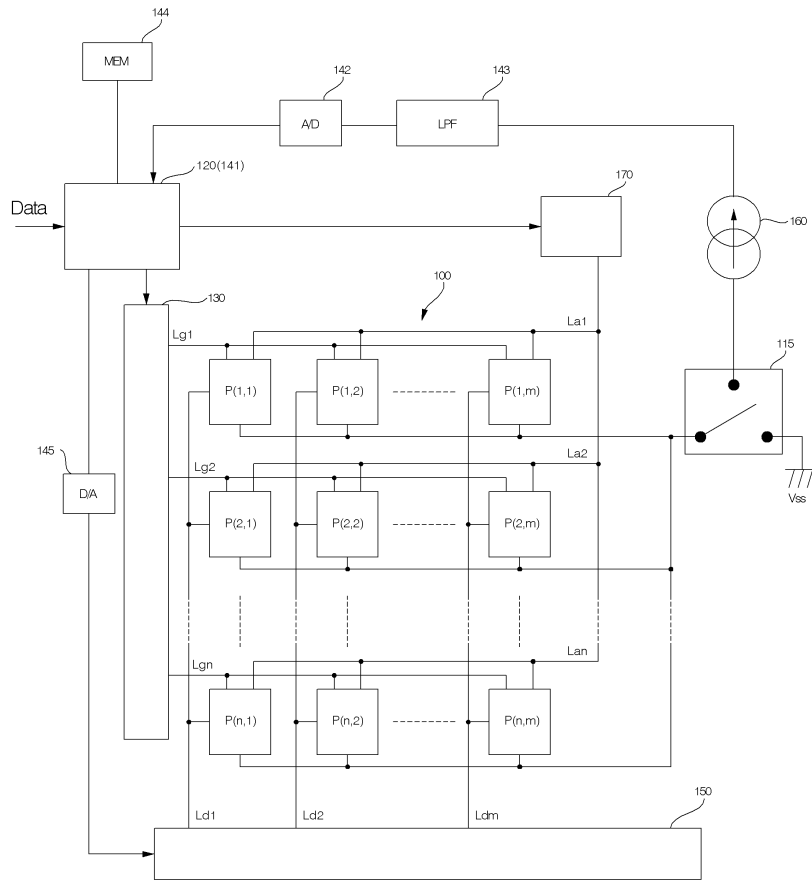 144
MEM
142
143
A/D
LPF
120(141)
170
Data
160
130
100
Lg1
La1
115
P(1,1)
P(1,2)
P(1,m)
145
Lg2
La2
D/A
Vss
P(2,1)
P(2,2)
P(2,m)
Lgn
Lan
P(n,1)
P(n,2)
P(n,m)
150
Ld1
Ld2
Ldm